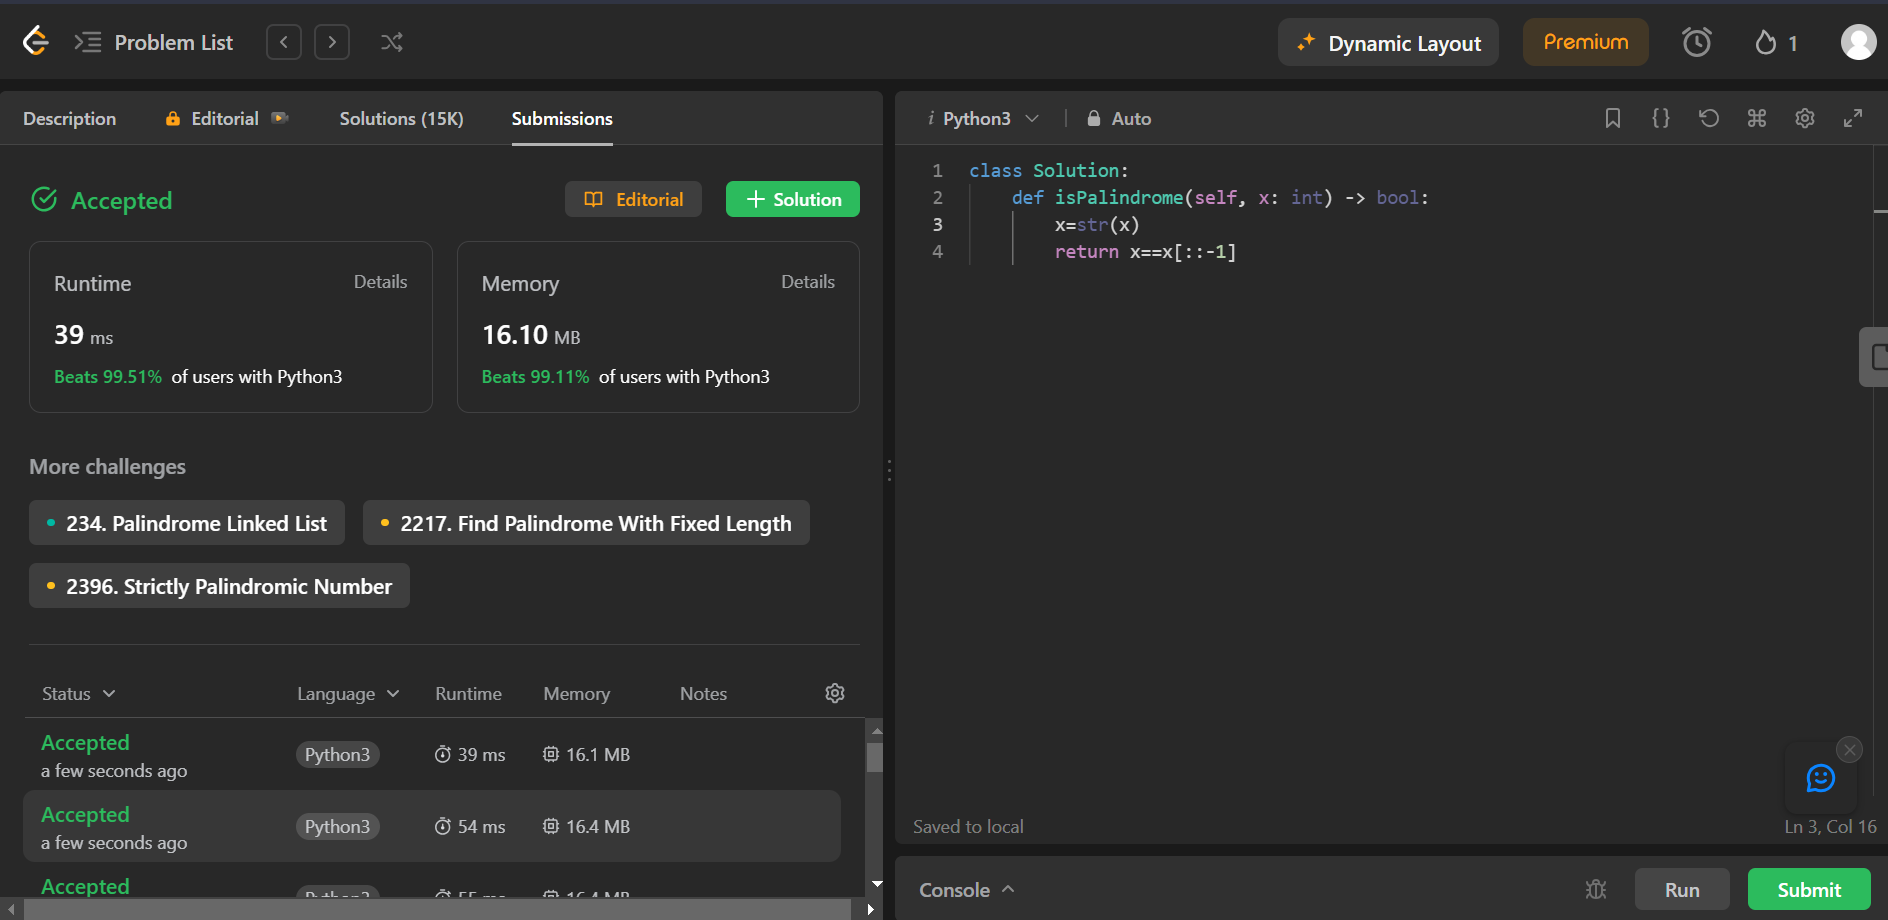 Problem List
Dynamic Layout
Premium
1
Description
Editorial
Solutions (15K)
Submissions
Accepted
Editorial
Solution
Runtime
Details
39 ms
Beats 99.51% of users with Python3
Memory
Details
16.10 MB
Beats 99.11% of users with Python3
More challenges
234. Palindrome Linked List
2217. Find Palindrome With Fixed Length
2396. Strictly Palindromic Number
Status Language Runtime Memory Notes
Accepted
a few seconds ago
Python3 39 ms 16.1 MB
Accepted
a few seconds ago
Python3 54 ms 16.4 MB
Accepted
i Python3 Auto
1 class Solution:
2     def isPalindrome(self, x: int) -> bool:
3         x=str(x)
4         return x==x[::-1]
Saved to local
Ln 3, Col 16
Console
Run
Submit